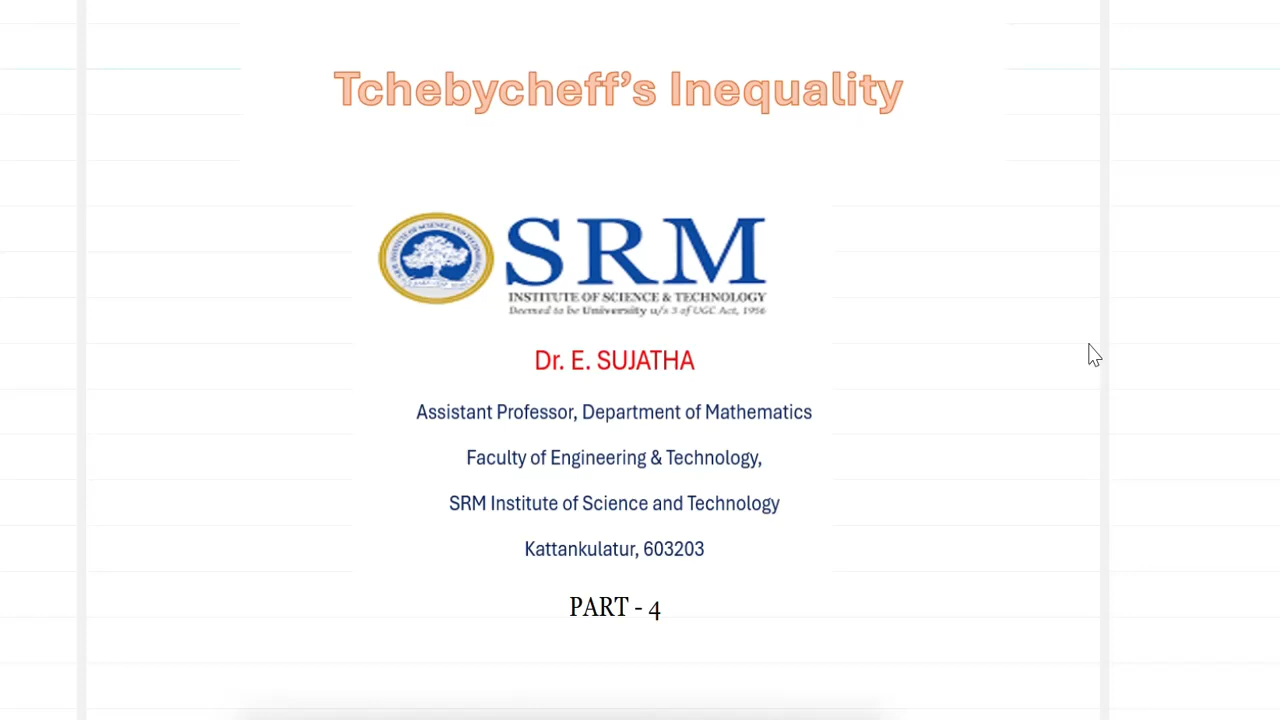 Tchebycheff's Inequality
SRM
INSTITUTE OF SCIENCE & TECHNOLOGY
Deemed to be University u/s 3 of UGC Act, 1956
Dr. E. SUJATHA
Assistant Professor, Department of Mathematics
Faculty of Engineering & Technology,
SRM Institute of Science and Technology
Kattankulatur, 603203
PART - 4